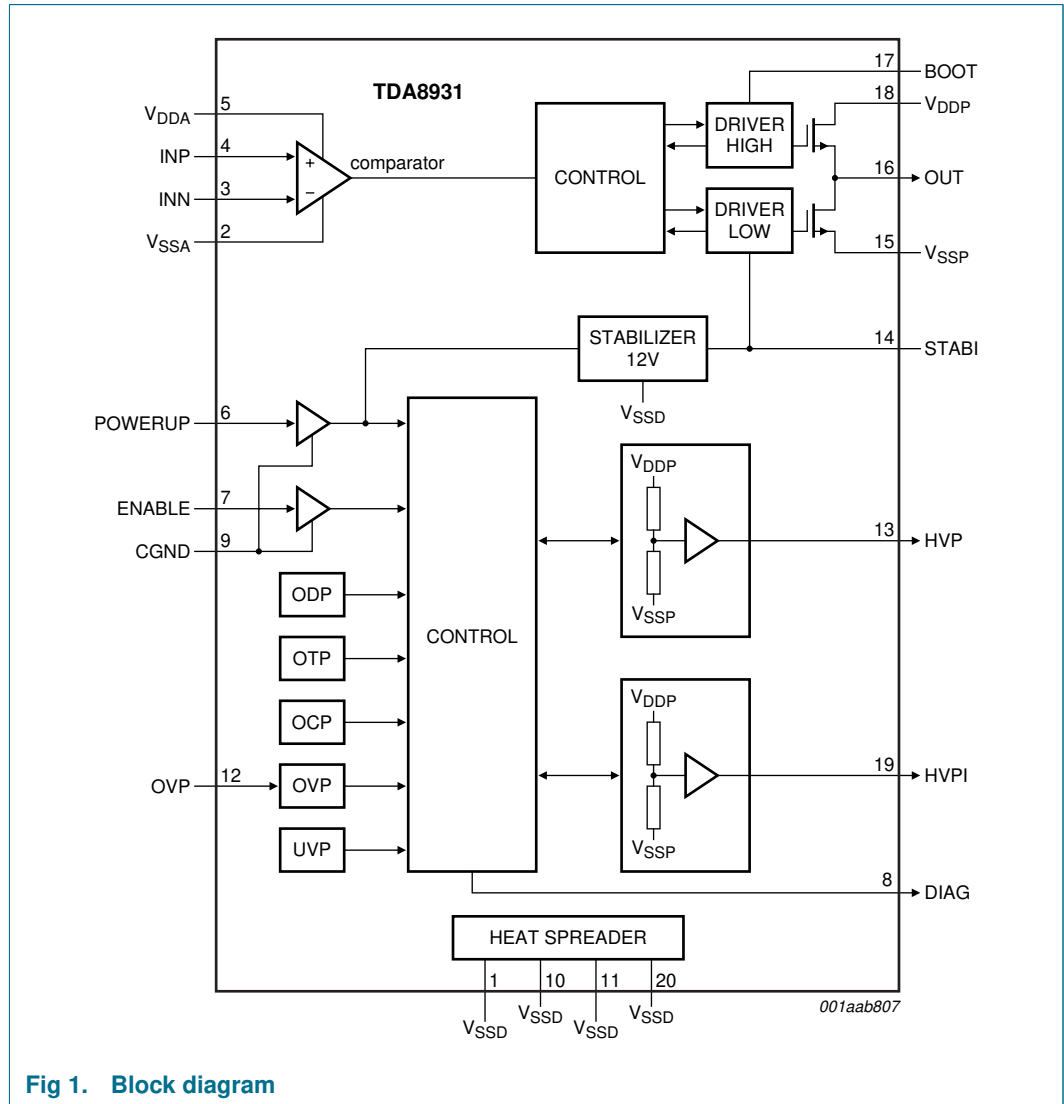 TDA8931
VDDA
5
INP
4
INN
3
VSSA
2
+
−
comparator
CONTROL
DRIVER
HIGH
DRIVER
LOW
17
BOOT
18
VDDP
16
OUT
15
VSSP
STABILIZER
12V
VSSD
14
STABI
POWERUP
6
ENABLE
7
CGND
9
ODP
OTP
OCP
OVP
12
OVP
UVP
CONTROL
VDDP
VSSP
13
HVP
VDDP
VSSP
19
HVPI
8
DIAG
HEAT SPREADER
1
10
11
20
VSSD
VSSD
VSSD
VSSD
001aab807
Fig 1. Block diagram